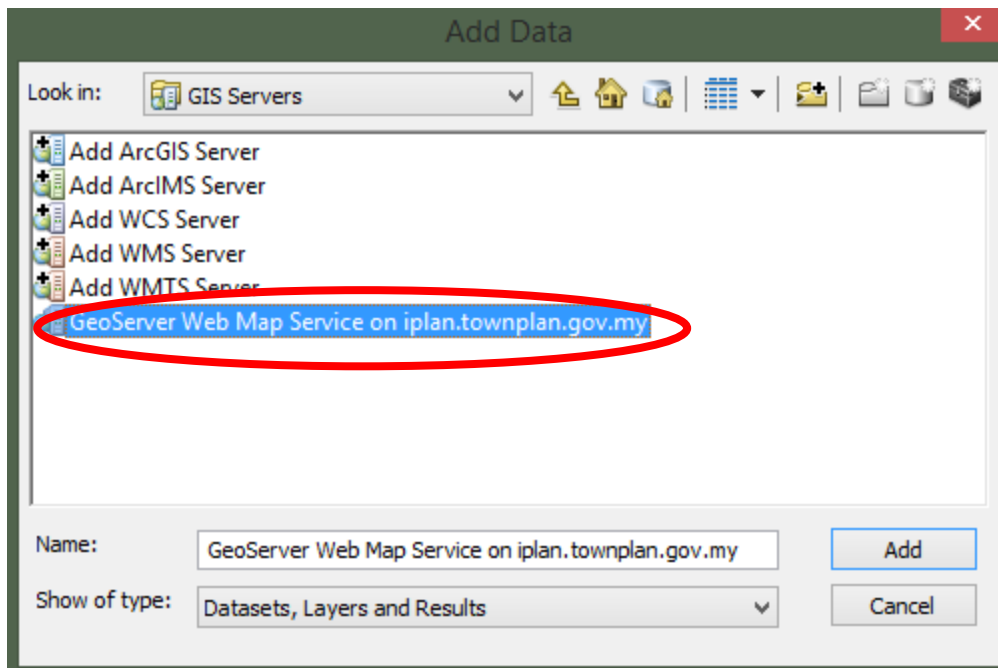 Add Data
Look in: GIS Servers
Add ArcGIS Server
Add ArcIMS Server
Add WCS Server
Add WMS Server
Add WMTS Server
GeoServer Web Map Service on iplan.townplan.gov.my
Name: GeoServer Web Map Service on iplan.townplan.gov.my Add
Show of type: Datasets, Layers and Results Cancel